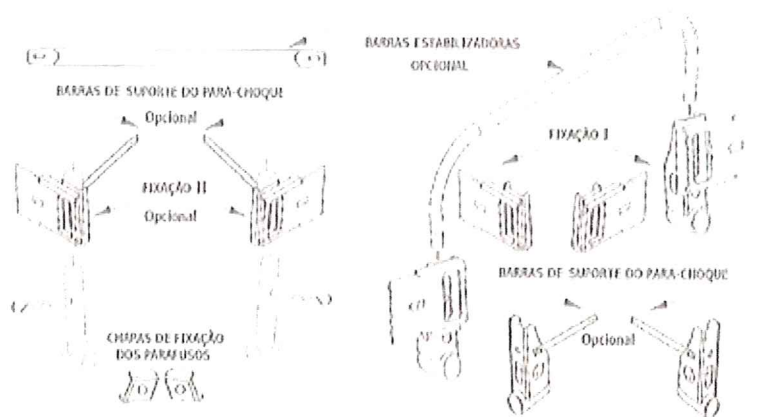 BARRAS DE SUPORTE DO PARA-CHOQUE
Opcional
FIXAÇÃO II
Opcional
CHAPAS DE FIXAÇÃO
DOS PARAFUSOS
BARRAS ESTABILIZADORAS
OPCIONAL
FIXAÇÃO I
BARRAS DE SUPORTE DO PARA-CHOQUE
Opcional